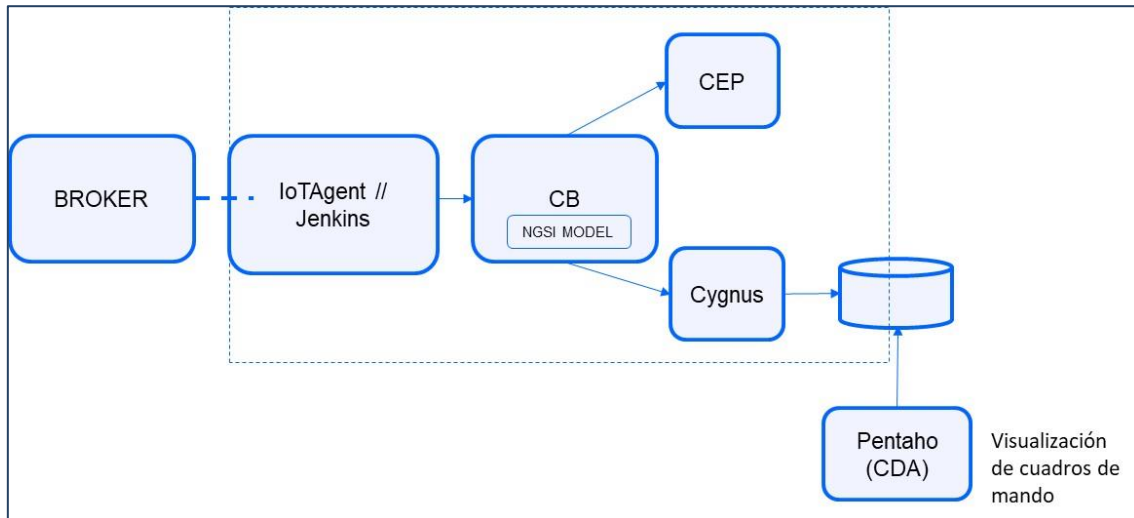 CEP
BROKER
IoTAgent //
Jenkins
CB
NGSI MODEL
Cygnus
Pentaho
(CDA)
Visualización
de cuadros de
mando